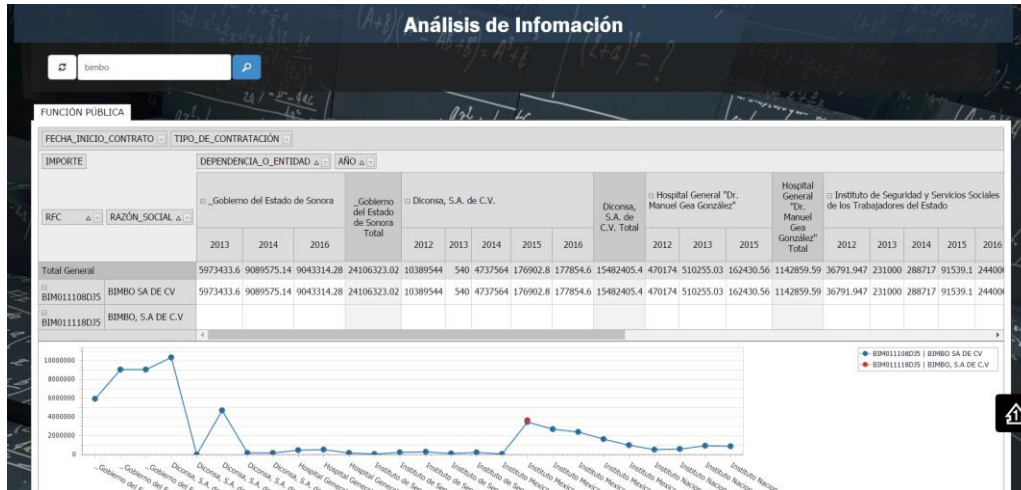 Análisis de Infomación
bimbo
FUNCIÓN PÚBLICA
FECHA_INICIO_CONTRATO TIPO_DE_CONTRATACIÓN
IMPORTE DEPENDENCIA_O_ENTIDAD AÑO
RFC RAZÓN_SOCIAL
_Gobierno del Estado de Sonora
_Gobierno
del Estado
de Sonora
Total
Diconsa, S.A. de C.V.
Diconsa,
S.A. de
C.V. Total
Hospital General "Dr.
Manuel Gea González"
Hospital
General
"Dr.
Manuel
Gea
González"
Total
Instituto de Seguridad y Servicios Sociales
de los Trabajadores del Estado
2013 2014 2016 2012 2013 2014 2015 2016 2012 2013 2015 2012 2013 2014 2015 2016
Total General 5973433.6 9089575.14 9043314.28 24106323.02 10389544 540 4737564 176902.8 177854.6 15482405.4 470174 510255.03 162430.56 1142859.59 36791.947 231000 288717 91539.1
BIM011108DJ5 BIMBO SA DE CV 5973433.6 9089575.14 9043314.28 24106323.02 10389544 540 4737564 176902.8 177854.6 15482405.4 470174 510255.03 162430.56 1142859.59 36791.947 231000 288717 91539.1
BIM011118DJ5 BIMBO, S.A DE C.V
BIM011108DJ5 | BIMBO SA DE CV
BIM011118DJ5 | BIMBO, S.A DE C.V
10000000
8000000
6000000
4000000
2000000
0